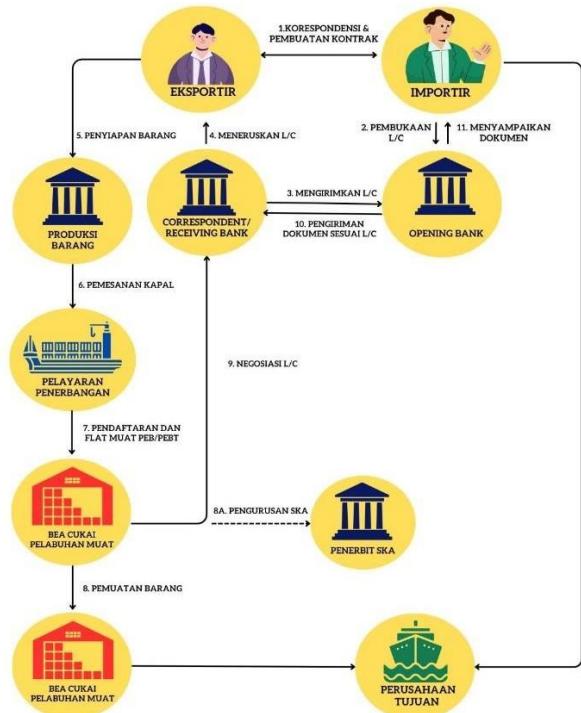 1.KORESPONDENSI &
PEMBUATAN KONTRAK
EKSPORTIR
IMPORTIR
5. PENYIAPAN BARANG
4. MENERUSKAN L/C
2. PEMBUKAAN
L/C
11. MENYAMPAIKAN
DOKUMEN
PRODUKSI
BARANG
CORRESPONDENT/
RECEIVING BANK
3. MENGIRIMKAN L/C
10. PENGIRIMAN
DOKUMEN SESUAI L/C
OPENING BANK
6. PEMESANAN KAPAL
PELAYARAN
PENERBANGAN
9. NEGOSIASI L/C
7. PENDAFTARAN DAN
FLAT MUAT PEB/PEBT
BEA CUKAI
PELABUHAN MUAT
8A. PENGURUSAN SKA
PENERBIT SKA
8. PEMUATAN BARANG
BEA CUKAI
PELABUHAN MUAT
PERUSAHAAN
TUJUAN